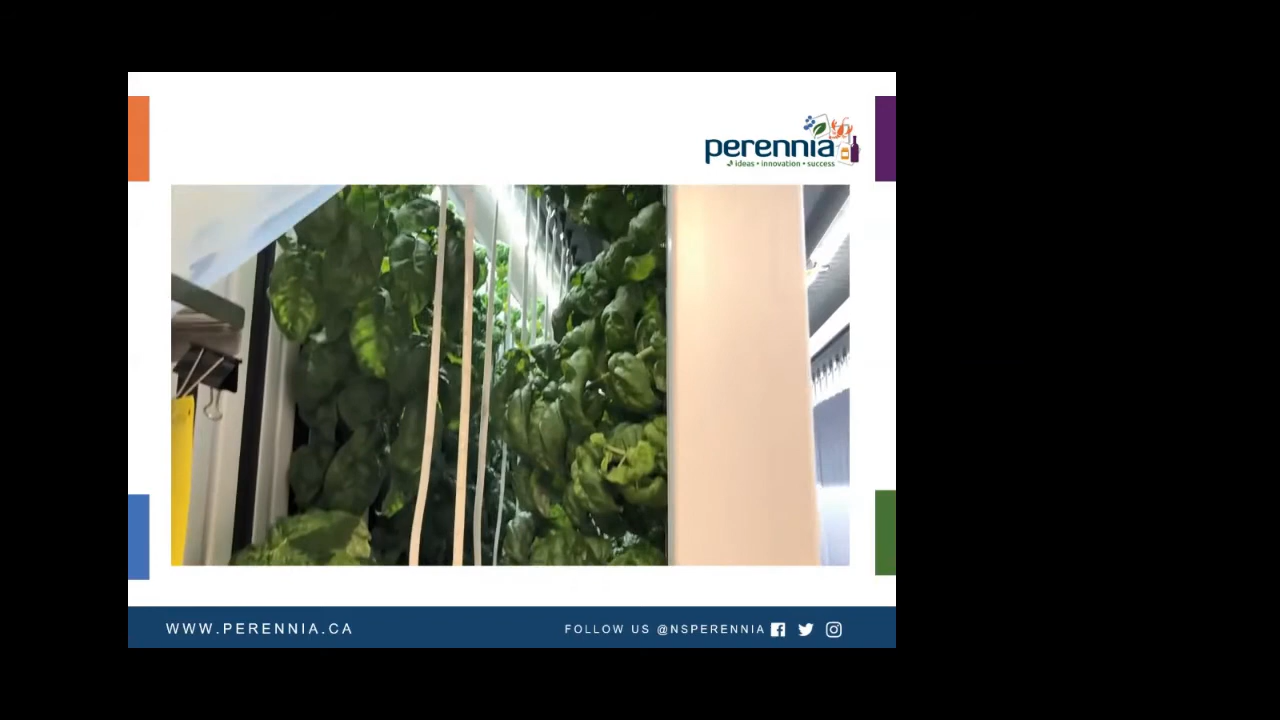 perennia
ideas • innovation • success
WWW.PERENNIA.CA
FOLLOW US @NSPERENNIA